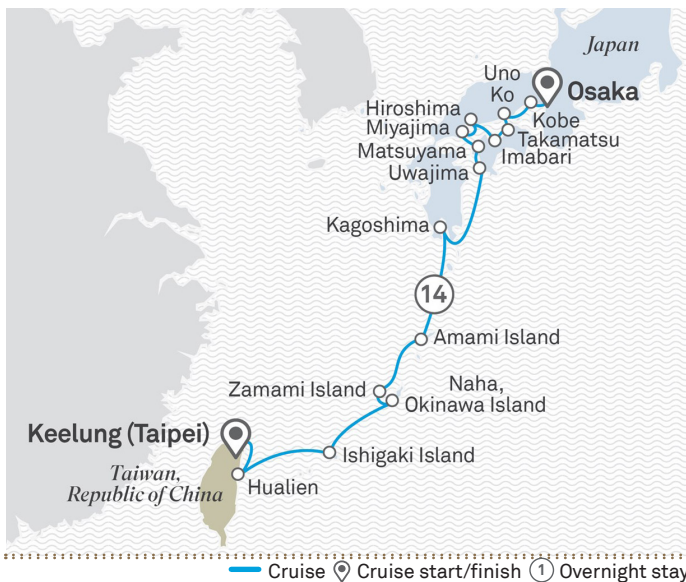 Japan
Uno
Ko
Osaka
Kobe
Hiroshima
Miyajima
Takamatsu
Matsuyama
Imabari
Uwajima
Kagoshima
14
Amami Island
Zamami Island
Naha,
Okinawa Island
Keelung (Taipei)
Ishigaki Island
Taiwan,
Republic of China
Hualien
Cruise
Cruise start/finish
1
Overnight stay